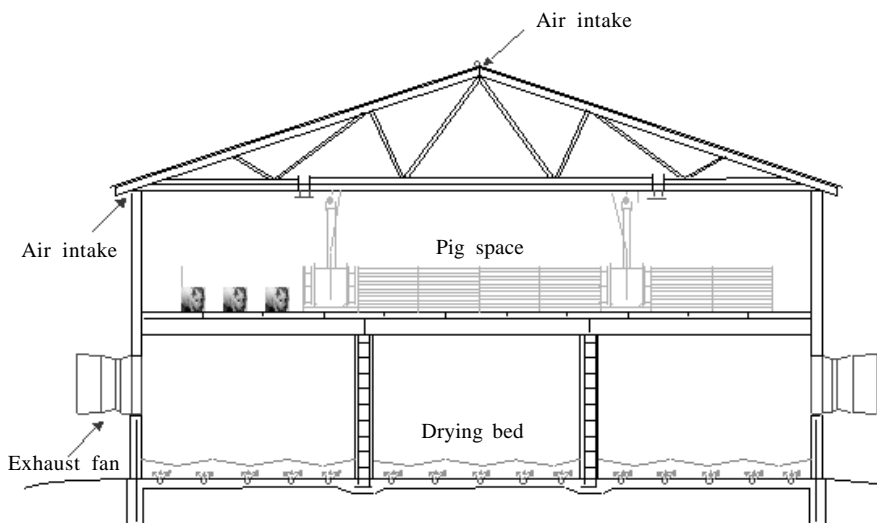 Air intake
Air intake
Pig space
Drying bed
Exhaust fan